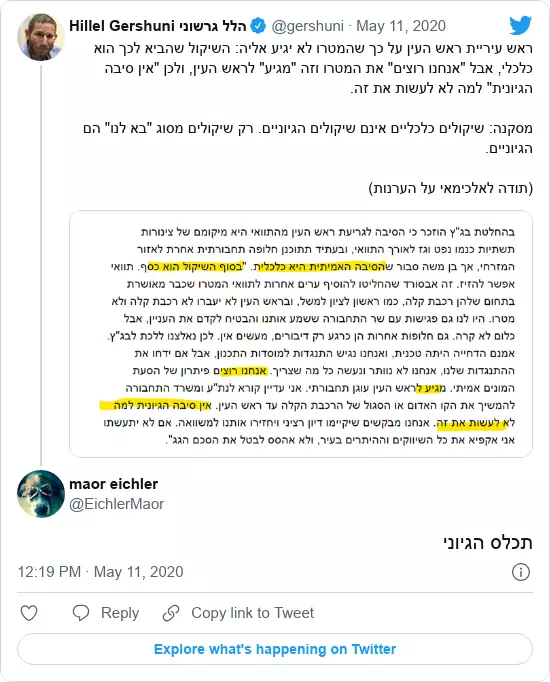 Hillel Gershuni הלל גרשוני @gershuni · May 11, 2020
ראש עיריית ראש העין על כך שהמטרו לא יגיע אליה: השיקול שהביא לכך הוא
כלכלי, אבל "אנחנו רוצים" את המטרו וזה "מגיע" לראש העין, ולכן "אין סיבה
הגיונית" למה לא לעשות את זה.
מסקנה: שיקולים כלכליים אינם שיקולים הגיוניים. רק שיקולים מסוג "בא לנו" הם
הגיוניים.
(תודה לאלכימאי על הערנות)
בהחלטת בג"ץ הוזכר כי הסיבה לגריעת ראש העין מהתוואי היא מיקומם של צינורות
תשתיות כנמו נפט וגז לאורך התוואי, ובעתיד תתוכנן חלופה תחבורתית אחרת לאזור
המזרחי, אך בן משה סבור שהסיבה האמיתית היא כלכלית. "בסוף השיקול הוא כסף. תוואי
אפשר להזיז. זה אבסורד שהחליטו להוסיף ערים אחרות לתוואי המטרו שכבר מאושרת
בתחום שלהן רכבת קלה, כמו ראשון לציון למשל, ובראש העין לא יעברו לא רכבת קלה ולא
מטרו. היו לנו גם פגישות עם שר התחבורה ששמע אותנו והבטיח לקדם את העניין, אבל
כלום לא קרה. גם חלופות אחרות הן כרגע רק דיבורים, מעשים אין. לכן נאלצנו ללכת לבג"ץ.
אמנם הדחייה היתה טכנית, ואנחנו נגיש התנגדות למוסדות התכנון, אבל אם ידחו את
ההתנגדות שלנו, אנחנו לא נוותר ונעשה כל מה שצריך. אנחנו רוצים פיתרון של הסעת
המונים אמיתי. מגיע לראש העין עוגן תחבורתי. אני עדיין קורא לנת"ע ומשרד התחבורה
להמשיך את הקו האדום או הסגול של הרכבת הקלה עד ראש העין. אין סיבה הגיונית למה
לא לעשות את זה. אנחנו מבקשים שיקיימו דיון רציני ויחזירו אותנו למשוואה. אם לא יתעשתו
אני אקפיא את כל השיווקים וההיתרים בעיר, ולא אהסס לבטל את הסכם הגג".
maor eichler
@EichlerMaor
תכלס הגיוני
12:19 PM · May 11, 2020
Reply Copy link to Tweet
Explore what's happening on Twitter